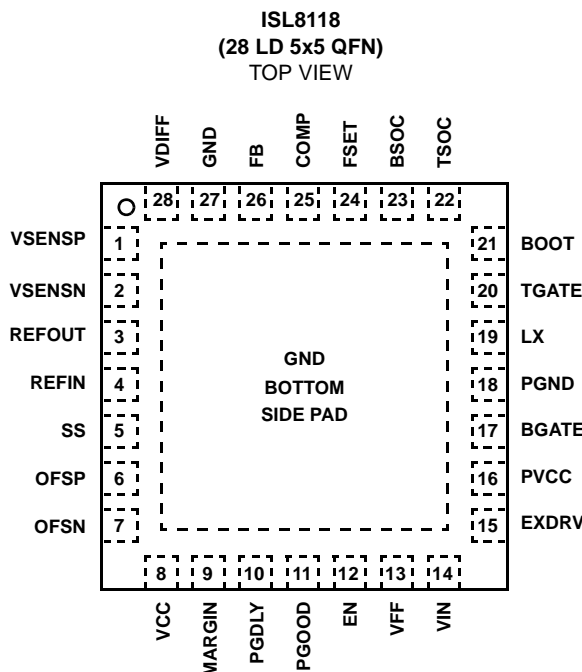 ISL8118
(28 LD 5x5 QFN)
TOP VIEW
VDIFF
GND
FB
COMP
FSET
BSOC
TSOC
28 27 26 25 24 23 22
VSENSP 1
VSENSN 2
REFOUT 3
REFIN 4
SS 5
OFSP 6
OFSN 7
GND
BOTTOM
SIDE PAD
21 BOOT
20 TGATE
19 LX
18 PGND
17 BGATE
16 PVCC
15 EXDRV
8 9 10 11 12 13 14
VCC
MARGIN
PGDLY
PGOOD
EN
VFF
VIN